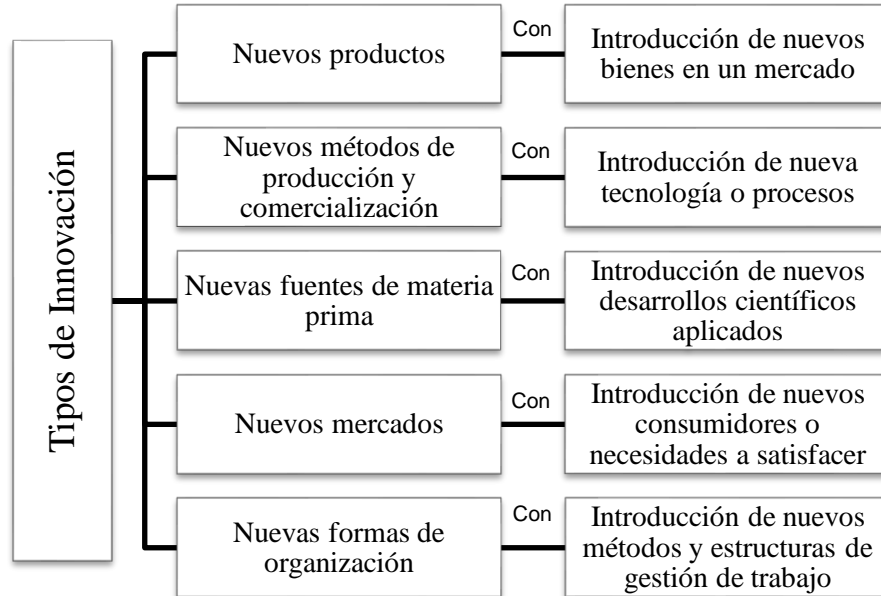 Tipos de Innovación
Nuevos productos
Con
Introducción de nuevos
bienes en un mercado
Nuevos métodos de
producción y
comercialización
Con
Introducción de nueva
tecnología o procesos
Nuevas fuentes de materia
prima
Con
Introducción de nuevos
desarrollos científicos
aplicados
Nuevos mercados
Con
Introducción de nuevos
consumidores o
necesidades a satisfacer
Nuevas formas de
organización
Con
Introducción de nuevos
métodos y estructuras de
gestión de trabajo